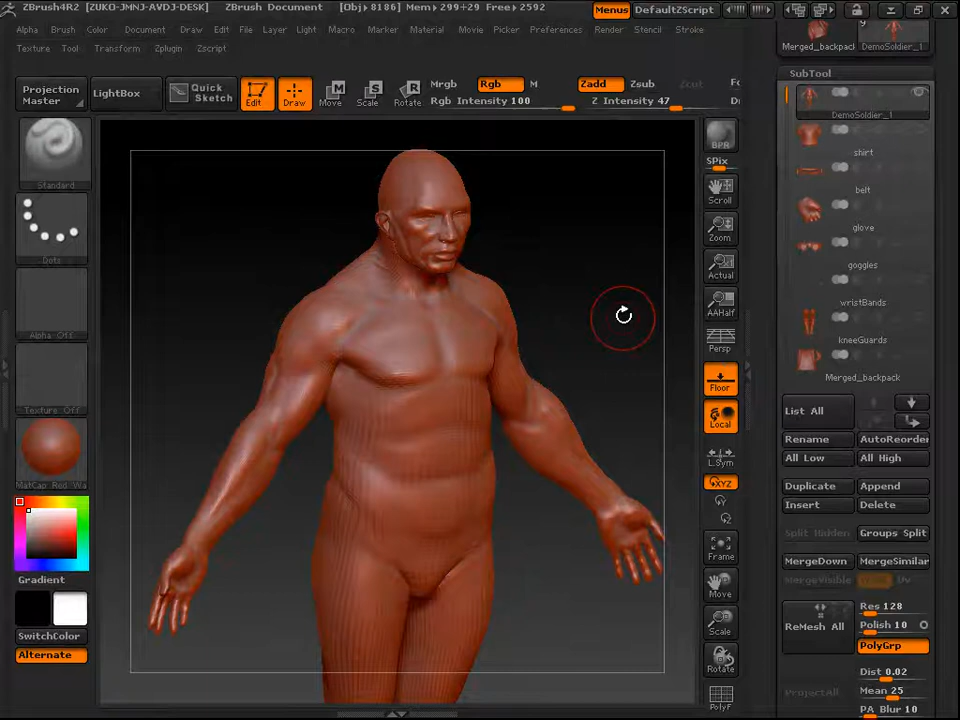 ZBrush4R2 [ZUKO-JMNJ-AVDJ-DESK] ZBrush Document [Obj▸8186] Mem▸299+29 Free▸2592 Menus DefaultZScript
Alpha Brush Color Document Draw Edit File Layer Light Macro Marker Material Movie Picker Preferences Render Stencil Stroke
Texture Tool Transform Zplugin Zscript
Merged_backpack DemoSoldier_1
SubTool
Projection Master
LightBox
Quick Sketch
Edit
Draw
Move
Scale
Rotate
Mrgb Rgb M
Rgb Intensity 100
Zadd Zsub Zcut
Z Intensity 47
Standard
Dots
Alpha Off
Texture Off
MatCap Red Wa
Gradient
SwitchColor
Alternate
BPR
SPix
Scroll
Zoom
Actual
AAHalf
Persp
Floor
Local
L.Sym
XYZ
Y
Z
Frame
Move
Scale
Rotate
PolyF
DemoSoldier_1
shirt
belt
glove
goggles
wristBands
kneeGuards
Merged_backpack
List All
Rename AutoReorder
All Low All High
Duplicate Append
Insert Delete
Split Hidden Groups Split
MergeDown MergeSimilar
MergeVisible Uv
ReMesh All
Res 128
Polish 10
PolyGrp
ProjectAll
Dist 0.02
Mean 25
PA Blur 10